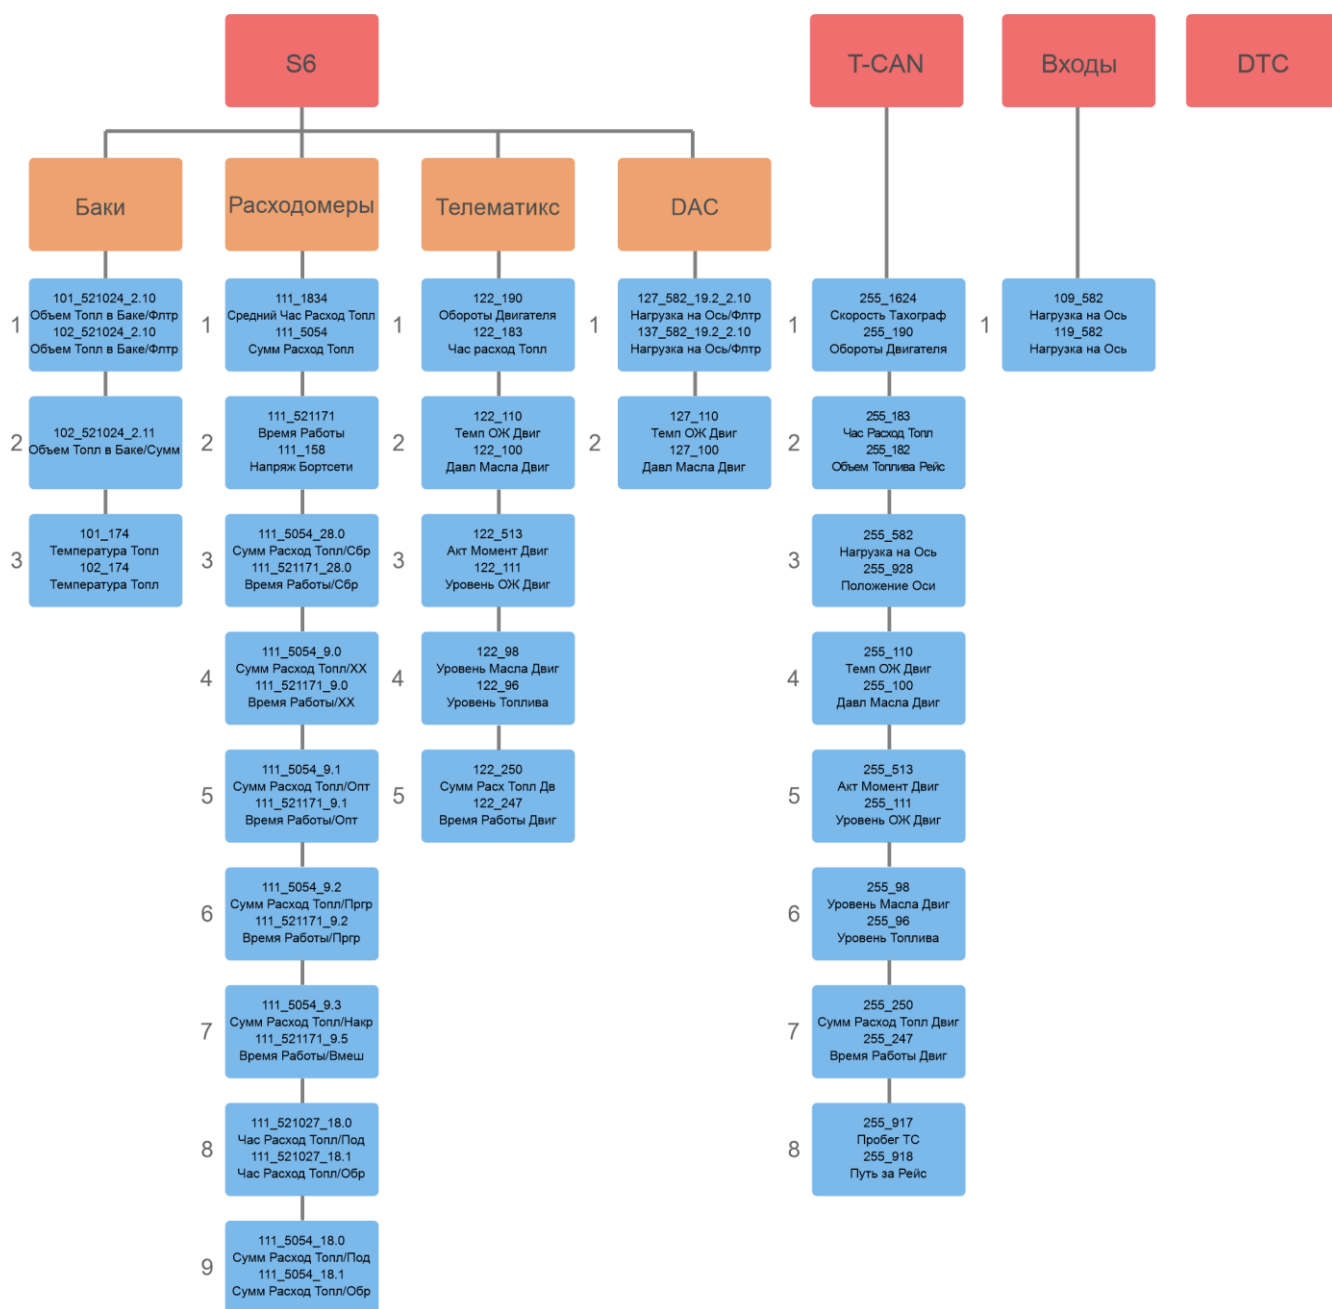 S6
T-CAN
Входы
DTC
Баки
Расходомеры
Телематикс
DAC
1
101_521024_2.10
Объем Топл в Баке/Флтр
102_521024_2.10
Объем Топл в Баке/Флтр
2
102_521024_2.11
Объем Топл в Баке/Сумм
3
101_174
Температура Топл
102_174
Температура Топл
1
111_1834
Средний Час Расход Топл
111_5054
Сумм Расход Топл
2
111_521171
Время Работы
111_158
Напряж Бортсети
3
111_5054_28.0
Сумм Расход Топл/Сбр
111_521171_28.0
Время Работы/Сбр
4
111_5054_9.0
Сумм Расход Топл/ХХ
111_521171_9.0
Время Работы/ХХ
5
111_5054_9.1
Сумм Расход Топл/Опт
111_521171_9.1
Время Работы/Опт
6
111_5054_9.2
Сумм Расход Топл/Пргр
111_521171_9.2
Время Работы/Пргр
7
111_5054_9.3
Сумм Расход Топл/Накр
111_521171_9.5
Время Работы/Вмеш
8
111_521027_18.0
Час Расход Топл/Под
111_521027_18.1
Час Расход Топл/Обр
9
111_5054_18.0
Сумм Расход Топл/Под
111_5054_18.1
Сумм Расход Топл/Обр
1
122_190
Обороты Двигателя
122_183
Час расход Топл
2
122_110
Темп ОЖ Двиг
122_100
Давл Масла Двиг
3
122_513
Акт Момент Двиг
122_111
Уровень ОЖ Двиг
4
122_98
Уровень Масла Двиг
122_96
Уровень Топлива
5
122_250
Сумм Расх Топл Дв
122_247
Время Работы Двиг
1
127_582_19.2_2.10
Нагрузка на Ось/Флтр
137_582_19.2_2.10
Нагрузка на Ось/Флтр
2
127_110
Темп ОЖ Двиг
127_100
Давл Масла Двиг
1
255_1624
Скорость Тахограф
255_190
Обороты Двигателя
2
255_183
Час Расход Топл
255_182
Объем Топлива Рейс
3
255_582
Нагрузка на Ось
255_928
Положение Оси
4
255_110
Темп ОЖ Двиг
255_100
Давл Масла Двиг
5
255_513
Акт Момент Двиг
255_111
Уровень ОЖ Двиг
6
255_98
Уровень Масла Двиг
255_96
Уровень Топлива
7
255_250
Сумм Расход Топл Двиг
255_247
Время Работы Двиг
8
255_917
Пробег ТС
255_918
Путь за Рейс
1
109_582
Нагрузка на Ось
119_582
Нагрузка на Ось